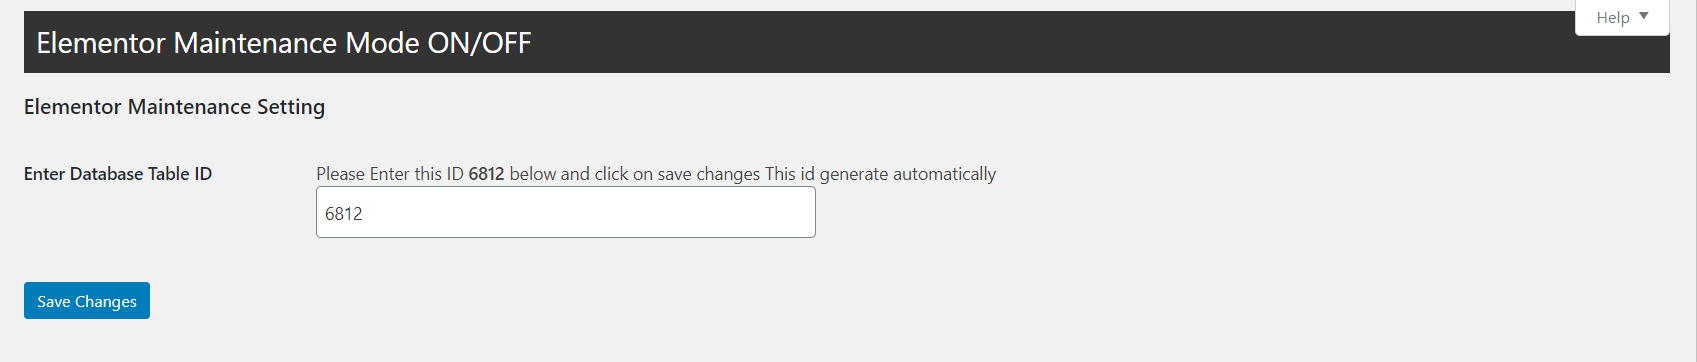 Help ▼
Elementor Maintenance Mode ON/OFF
Elementor Maintenance Setting
Enter Database Table ID
Please Enter this ID 6812 below and click on save changes This id generate automatically
6812
Save Changes